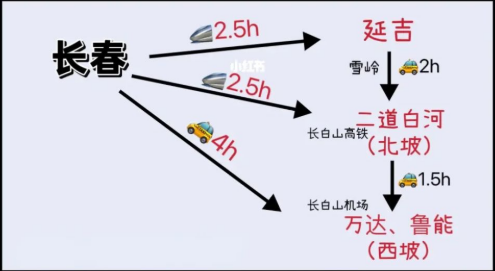 2.5h
延吉
长春
小红书
雪岭
2h
2.5h
二道白河
长白山高铁
（北坡）
4h
1.5h
长白山机场
万达、鲁能
（西坡）